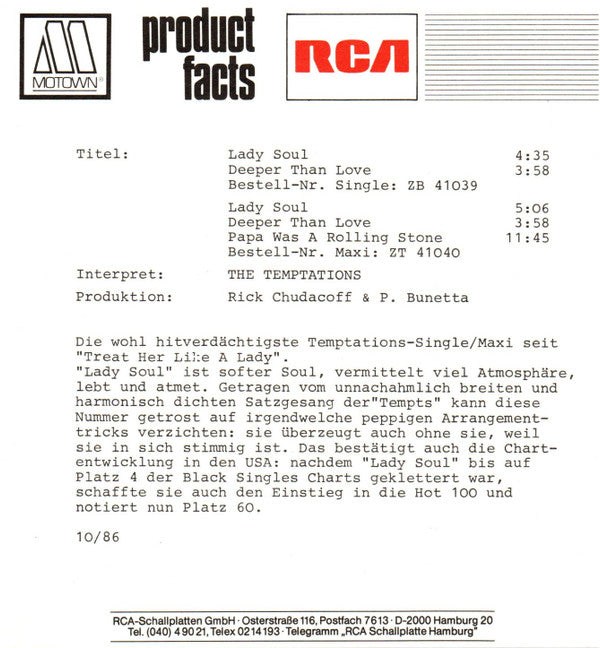 MOTOWN®
product
facts
RCA
Titel: Lady Soul 4:35
Deeper Than Love 3:58
Bestell-Nr. Single: ZB 41039
Lady Soul 5:06
Deeper Than Love 3:58
Papa Was A Rolling Stone 11:45
Bestell-Nr. Maxi: ZT 41040
Interpret: THE TEMPTATIONS
Produktion: Rick Chudacoff & P. Bunetta
Die wohl hitverdächtigste Temptations-Single/Maxi seit
"Treat Her Like A Lady".
"Lady Soul" ist softer Soul, vermittelt viel Atmosphäre,
lebt und atmet. Getragen vom unnachahmlich breiten und
harmonisch dichten Satzgesang der"Tempts" kann diese
Nummer getrost auf irgendwelche peppigen Arrangement-
tricks verzichten: sie überzeugt auch ohne sie, weil
sie in sich stimmig ist. Das bestätigt auch die Chart-
entwicklung in den USA: nachdem "Lady Soul" bis auf
Platz 4 der Black Singles Charts geklettert war,
schaffte sie auch den Einstieg in die Hot 100 und
notiert nun Platz 60.
10/86
RCA-Schallplatten GmbH · Osterstraße 116, Postfach 7613 · D-2000 Hamburg 20
Tel. (040) 4 90 21, Telex 0214193 · Telegramm „RCA Schallplatte Hamburg"